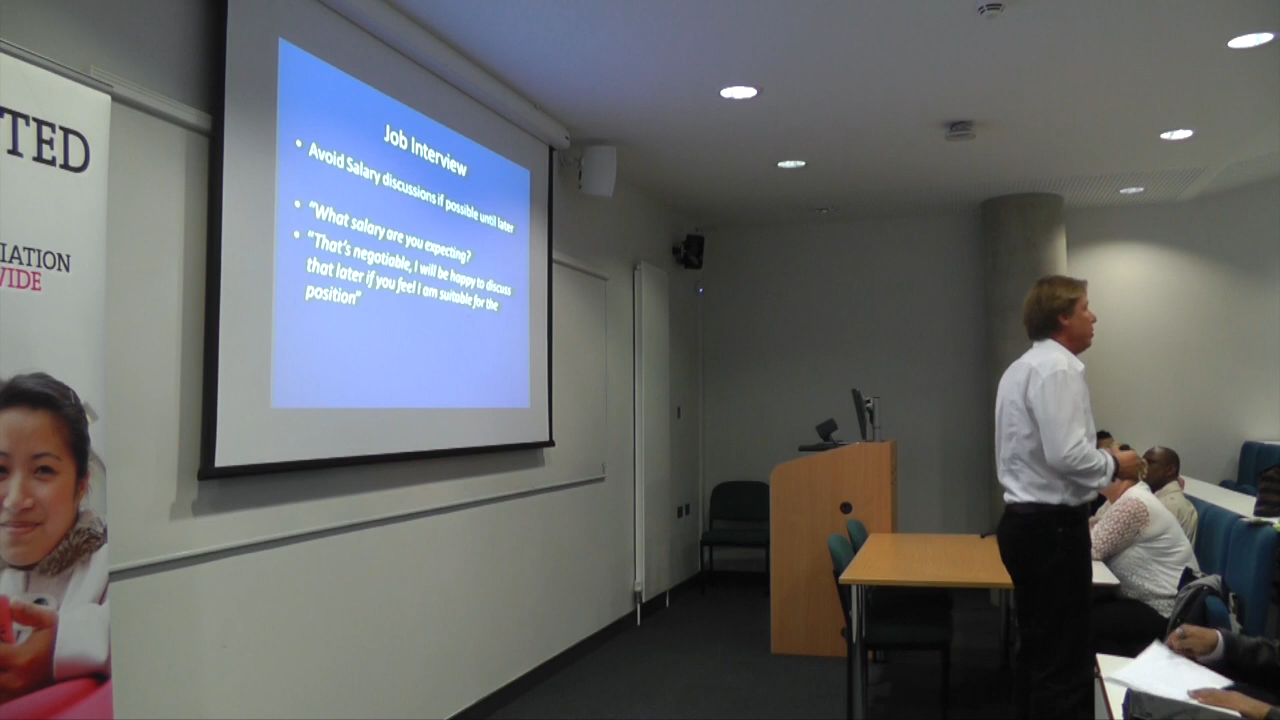 TED
IATION
WIDE
Job Interview
• Avoid Salary discussions if possible until later
• "What salary are you expecting?
• "That's negotiable, I will be happy to discuss
that later if you feel I am suitable for the
position"